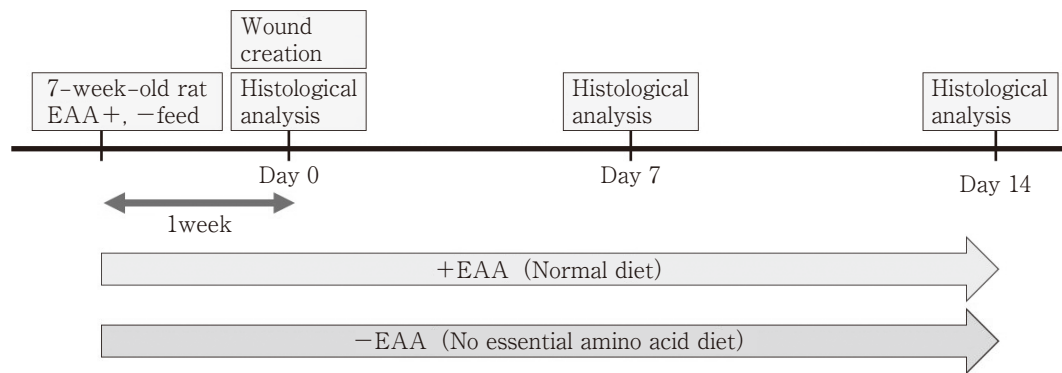 Wound
creation
7-week-old rat
EAA+, −feed
Histological
analysis
Histological
analysis
Histological
analysis
Day 0
Day 7
Day 14
1week
+EAA (Normal diet)
−EAA (No essential amino acid diet)